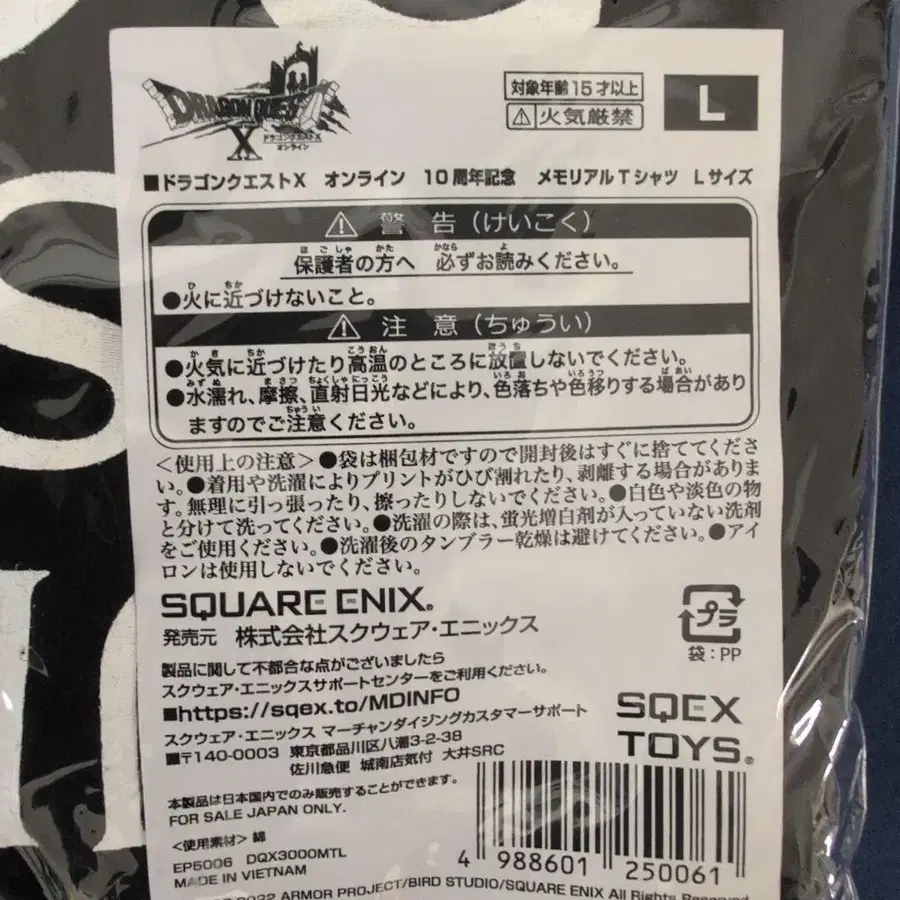 DRAGON QUEST X
ドラゴンクエストX
オンライン
対象年齢15才以上
火気厳禁
L
■ドラゴンクエストX オンライン 10周年記念 メモリアルTシャツ Lサイズ
警告（けいこく）
保護者の方へ 必ずお読みください。
●火に近づけないこと。
注意（ちゅうい）
●火気に近づけたり高温のところに放置しないでください。
●水濡れ、摩擦、直射日光などにより、色落ちや色移りする場合があり
ますのでご注意ください。
＜使用上の注意＞●袋は梱包材ですので開封後はすぐに捨ててくださ
い。●着用や洗濯によりプリントがひび割れたり、剥離する場合がありま
す。無理に引っ張ったり、擦ったりしないでください。●白色や淡色の物
と分けて洗ってください。●洗濯の際は、蛍光増白剤が入っていない洗剤
をご使用ください。●洗濯後のタンブラー乾燥は避けてください。●アイ
ロンは使用しないでください。
SQUARE ENIX®
発売元 株式会社スクウェア・エニックス
プラ
袋：PP
製品に関して不都合な点がございましたら
スクウェア・エニックスサポートセンターをご利用ください。
■https://sqex.to/MDINFO
スクウェア・エニックス マーチャンダイジングカスタマーサポート
■〒140-0003 東京都品川区八潮3-2-38
佐川急便 城南店気付 大井SRC
SQEX
TOYS®
本製品は日本国内でのみ販売することができます。
FOR SALE JAPAN ONLY.
＜使用素材＞綿
EP5006 DQX3000MTL
MADE IN VIETNAM
4 988601 250061
2022 ARMOR PROJECT/BIRD STUDIO/SQUARE ENIX All Rights Reserved.